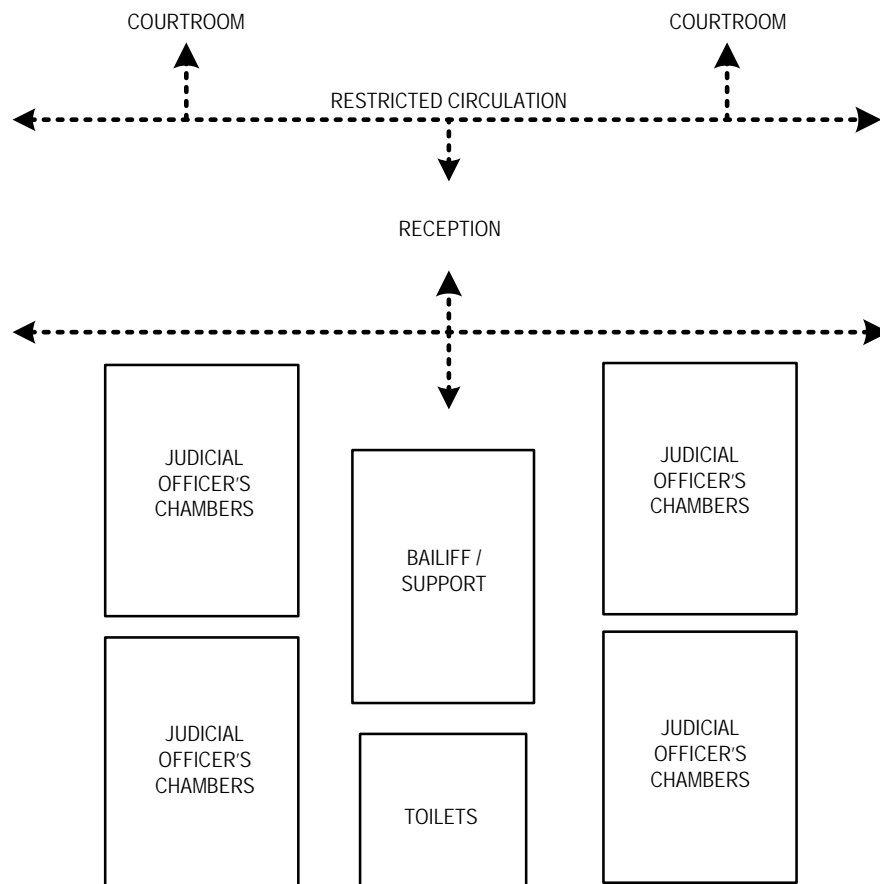 COURTROOM
COURTROOM
RESTRICTED CIRCULATION
RECEPTION
JUDICIAL
OFFICER'S
CHAMBERS
BAILIFF /
SUPPORT
JUDICIAL
OFFICER'S
CHAMBERS
JUDICIAL
OFFICER'S
CHAMBERS
TOILETS
JUDICIAL
OFFICER'S
CHAMBERS